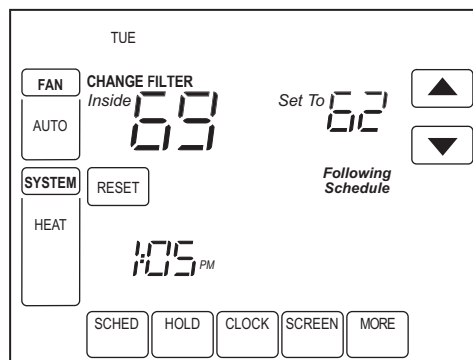 TUE
FAN
CHANGE FILTER
Inside 69
Set To 62
AUTO
SYSTEM
RESET
Following
Schedule
HEAT
1:05 PM
SCHED HOLD CLOCK SCREEN MORE